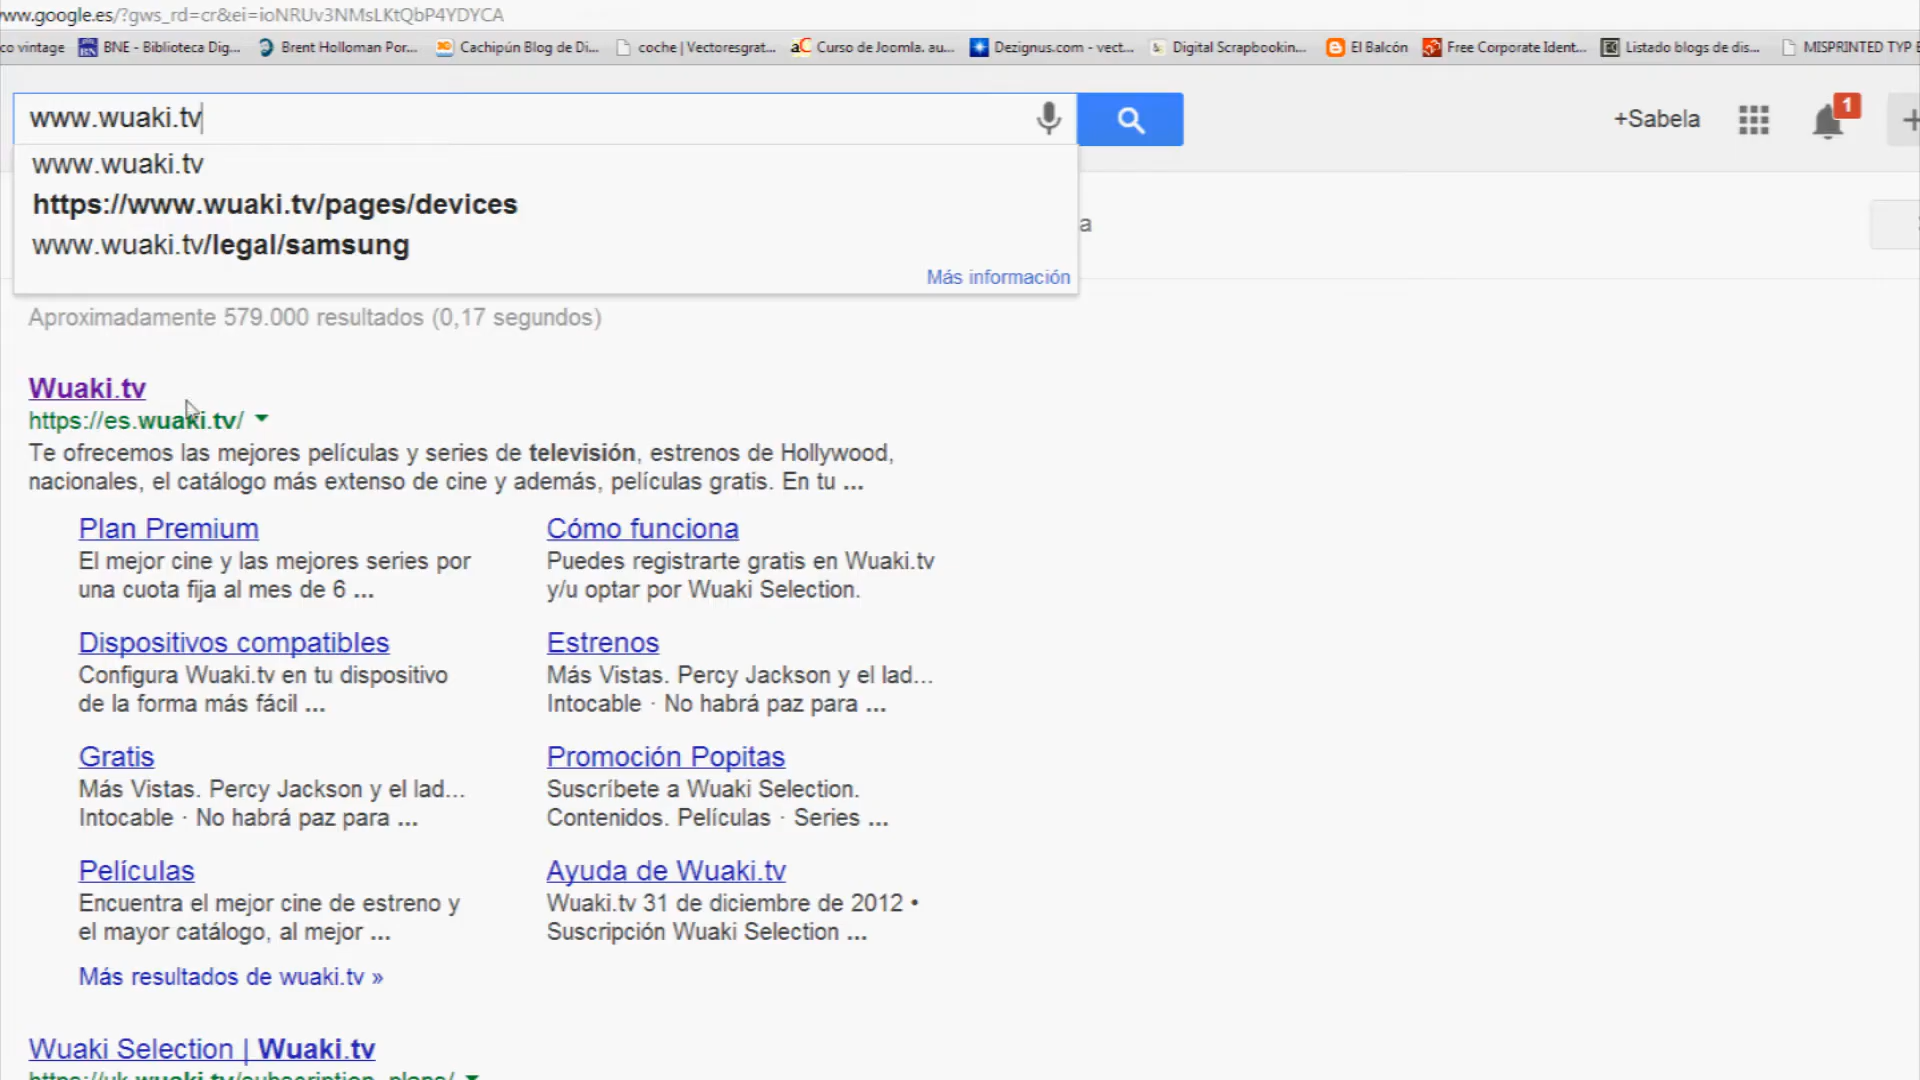 www.google.es/?gws_rd=cr&ei=ioNRUv3NMsLKtQbP4YDYCA
co vintage BNE - Biblioteca Dig... Brent Holloman Por... Cachipún Blog de Di... coche | Vectoresgrat... Curso de Joomla. au... Dezignus.com - vect... Digital Scrapbookin... El Balcón Free Corporate Ident... Listado blogs de dis... MISPRINTED TYP E
www.wuaki.tv
+Sabela
1
www.wuaki.tv
https://www.wuaki.tv/pages/devices
www.wuaki.tv/legal/samsung
Más información
Aproximadamente 579.000 resultados (0,17 segundos)
Wuaki.tv
https://es.wuaki.tv/
Te ofrecemos las mejores películas y series de televisión, estrenos de Hollywood,
nacionales, el catálogo más extenso de cine y además, películas gratis. En tu ...
Plan Premium
El mejor cine y las mejores series por
una cuota fija al mes de 6 ...
Cómo funciona
Puedes registrarte gratis en Wuaki.tv
y/u optar por Wuaki Selection.
Dispositivos compatibles
Configura Wuaki.tv en tu dispositivo
de la forma más fácil ...
Estrenos
Más Vistas. Percy Jackson y el lad...
Intocable · No habrá paz para ...
Gratis
Más Vistas. Percy Jackson y el lad...
Intocable · No habrá paz para ...
Promoción Popitas
Suscríbete a Wuaki Selection.
Contenidos. Películas · Series ...
Películas
Encuentra el mejor cine de estreno y
el mayor catálogo, al mejor ...
Ayuda de Wuaki.tv
Wuaki.tv 31 de diciembre de 2012 •
Suscripción Wuaki Selection ...
Más resultados de wuaki.tv »
Wuaki Selection | Wuaki.tv
https://uk.wuaki.tv/subscription_plans/